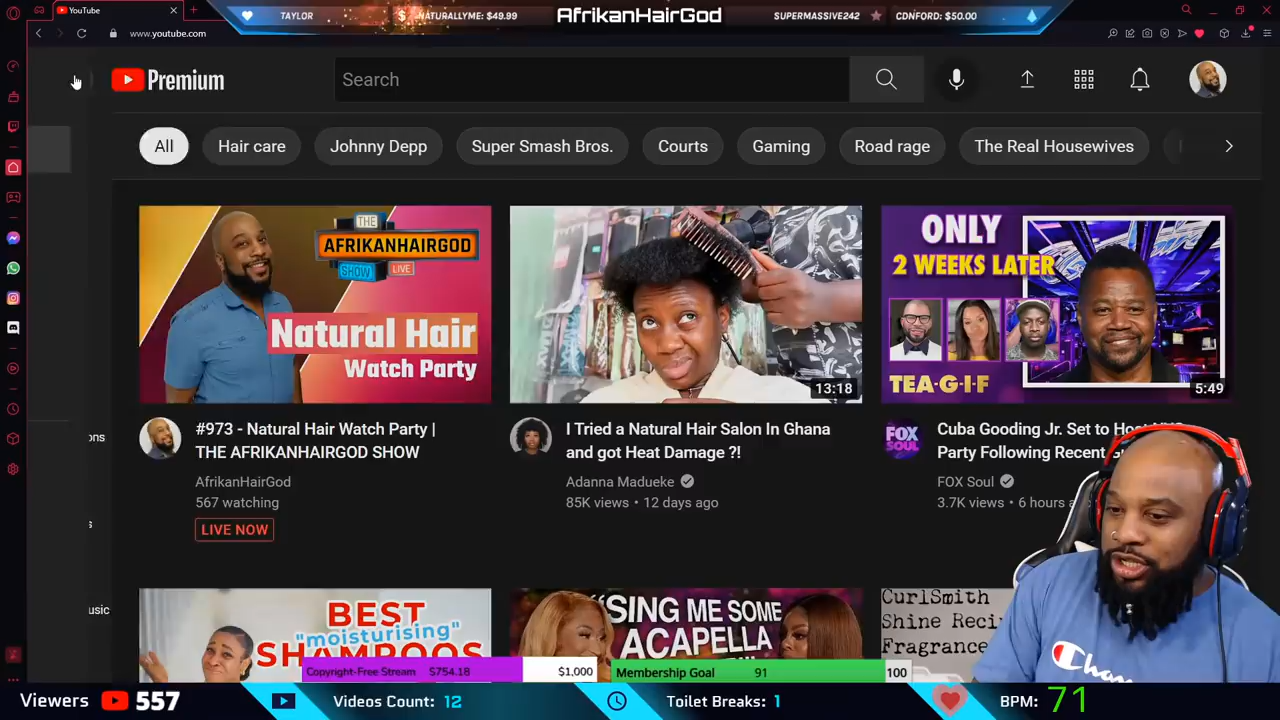 YouTube
TAYLOR
NATURALLYME: $49.99
AfrikanHairGod
SUPERMASSIVE242
CDNFORD: $50.00
www.youtube.com
Premium
Search
All
Hair care
Johnny Depp
Super Smash Bros.
Courts
Gaming
Road rage
The Real Housewives
THE
AFRIKANHAIRGOD
SHOW LIVE
Natural Hair
Watch Party
13:18
ONLY
2 WEEKS LATER
TEA-G-I-F
5:49
#973 - Natural Hair Watch Party |
THE AFRIKANHAIRGOD SHOW
AfrikanHairGod
567 watching
LIVE NOW
I Tried a Natural Hair Salon In Ghana
and got Heat Damage ?!
Adanna Madueke
85K views • 12 days ago
FOX SOUL
Cuba Gooding Jr. Set to
Party Following Recent
FOX Soul
3.7K views • 6 hours
ons
s
usic
BEST
"moisturising"
SHAMPOOS
"SING ME SOME
ACAPELLA
CurlSmith
Shine
Fragrance
Copyright-Free Stream $754.18 $1,000
Membership Goal 91 100
Viewers 557
Videos Count: 12
Toilet Breaks: 1
BPM: 71